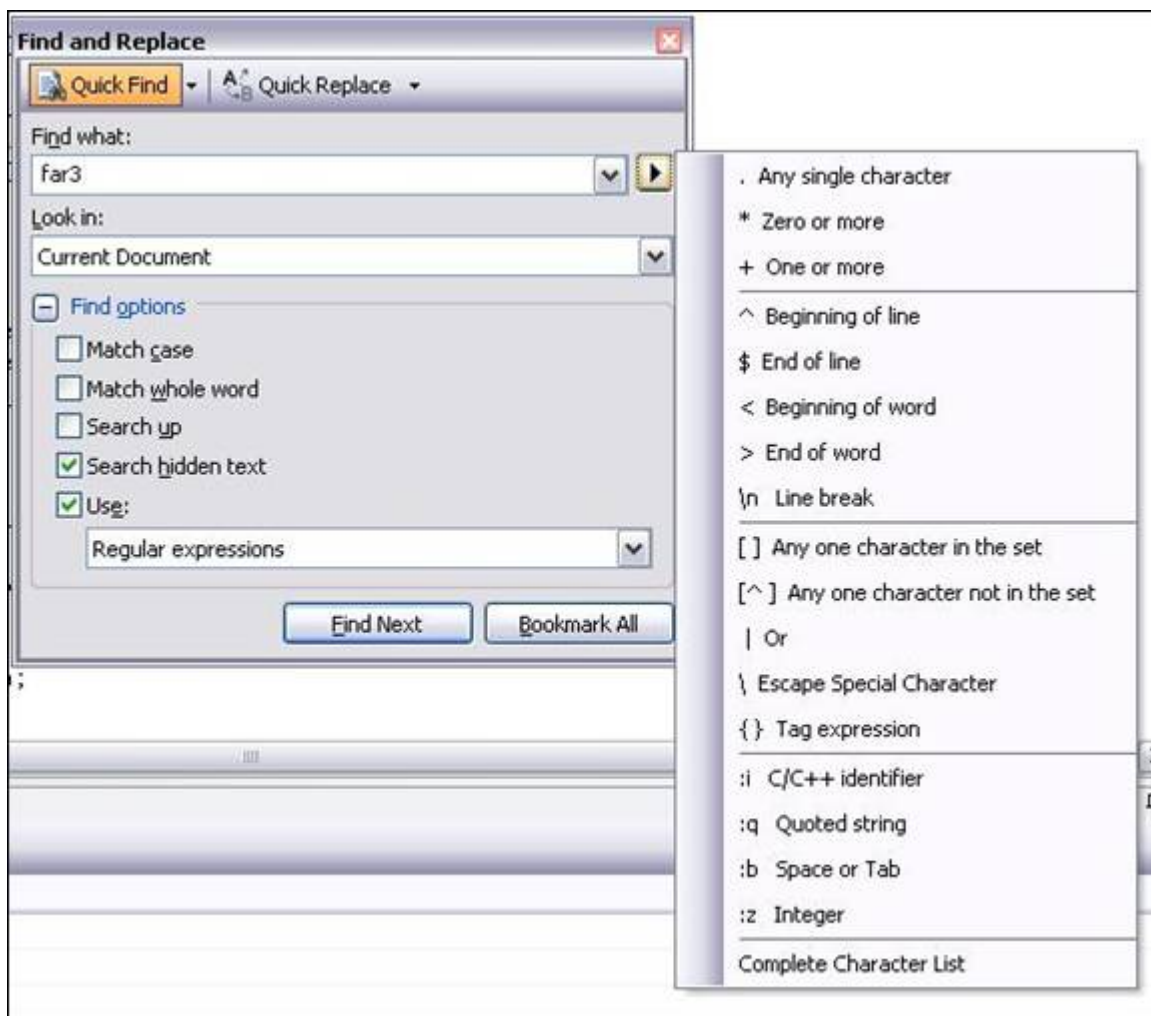 Find and Replace
Quick Find
Quick Replace
Find what:
far3
Look in:
Current Document
Find options
Match case
Match whole word
Search up
Search hidden text
Use:
Regular expressions
Find Next
Bookmark All
. Any single character
* Zero or more
+ One or more
^ Beginning of line
$ End of line
< Beginning of word
> End of word
\n Line break
[ ] Any one character in the set
[^ ] Any one character not in the set
| Or
\ Escape Special Character
{ } Tag expression
:i C/C++ identifier
:q Quoted string
:b Space or Tab
:z Integer
Complete Character List
;